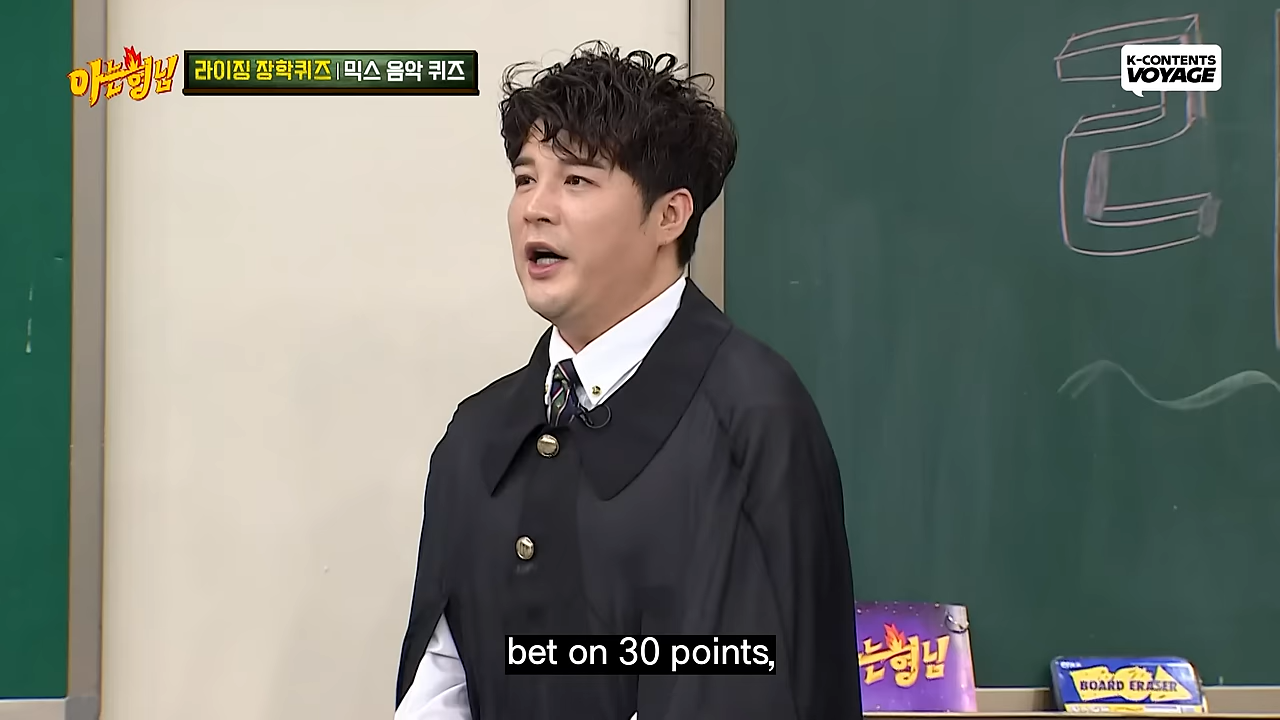 아는형님
라이징 장학퀴즈 | 믹스 음악 퀴즈
K-CONTENTS
VOYAGE
는형님
BOARD ERASER
bet on 30 points,